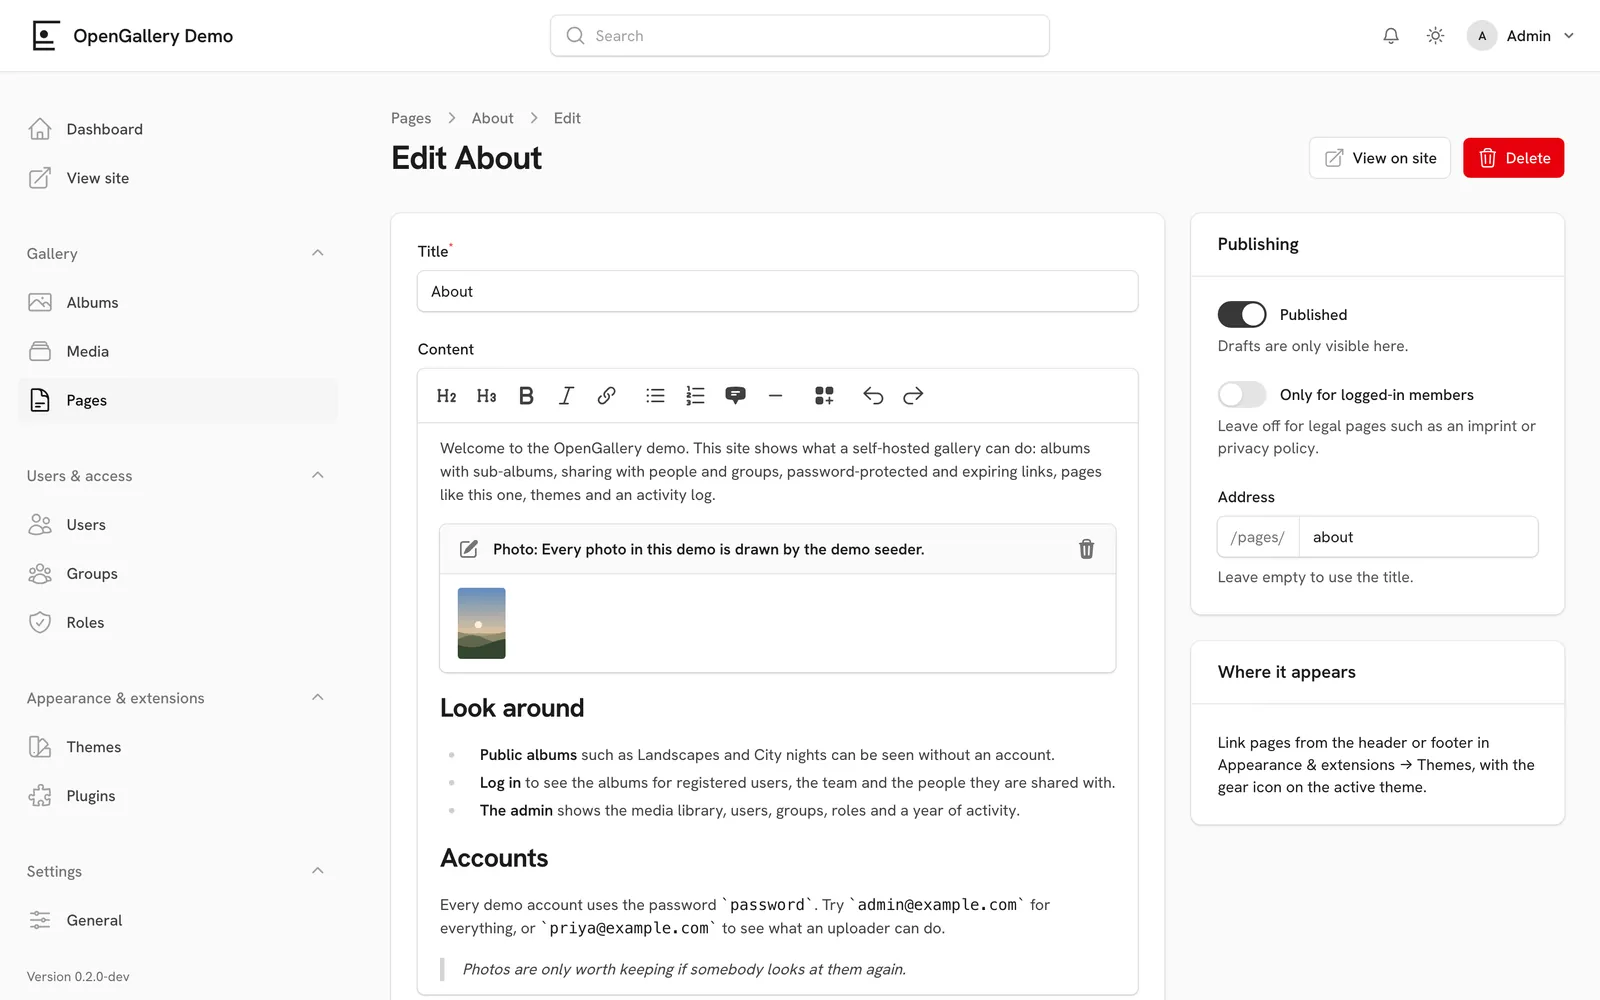 OpenGallery Demo
Search
A
Admin
Dashboard
View site
Gallery
Albums
Media
Pages
Users & access
Users
Groups
Roles
Appearance & extensions
Themes
Plugins
Settings
General
Version 0.2.0-dev
Pages > About > Edit
Edit About
View on site
Delete
Title*
About
Content
H2 H3 B I
Welcome to the OpenGallery demo. This site shows what a self-hosted gallery can do: albums
with sub-albums, sharing with people and groups, password-protected and expiring links, pages
like this one, themes and an activity log.
Photo: Every photo in this demo is drawn by the demo seeder.
Look around
Public albums such as Landscapes and City nights can be seen without an account.
Log in to see the albums for registered users, the team and the people they are shared with.
The admin shows the media library, users, groups, roles and a year of activity.
Accounts
Every demo account uses the password `password`. Try `admin@example.com` for
everything, or `priya@example.com` to see what an uploader can do.
Photos are only worth keeping if somebody looks at them again.
Publishing
Published
Drafts are only visible here.
Only for logged-in members
Leave off for legal pages such as an imprint or
privacy policy.
Address
/pages/ about
Leave empty to use the title.
Where it appears
Link pages from the header or footer in
Appearance & extensions → Themes, with the
gear icon on the active theme.